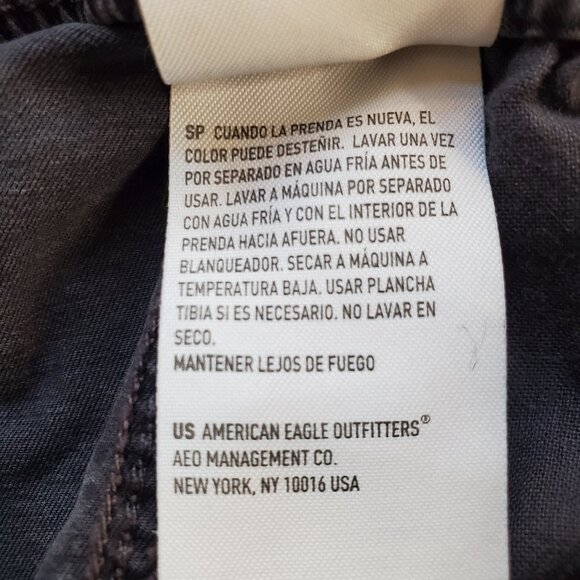 SP CUANDO LA PRENDA ES NUEVA, EL
COLOR PUEDE DESTEÑIR. LAVAR UNA VEZ
POR SEPARADO EN AGUA FRÍA ANTES DE
USAR. LAVAR A MÁQUINA POR SEPARADO
CON AGUA FRÍA Y CON EL INTERIOR DE LA
PRENDA HACIA AFUERA. NO USAR
BLANQUEADOR. SECAR A MÁQUINA A
TEMPERATURA BAJA. USAR PLANCHA
TIBIA SI ES NECESARIO. NO LAVAR EN
SECO.
MANTENER LEJOS DE FUEGO
US AMERICAN EAGLE OUTFITTERS®
AEO MANAGEMENT CO.
NEW YORK, NY 10016 USA